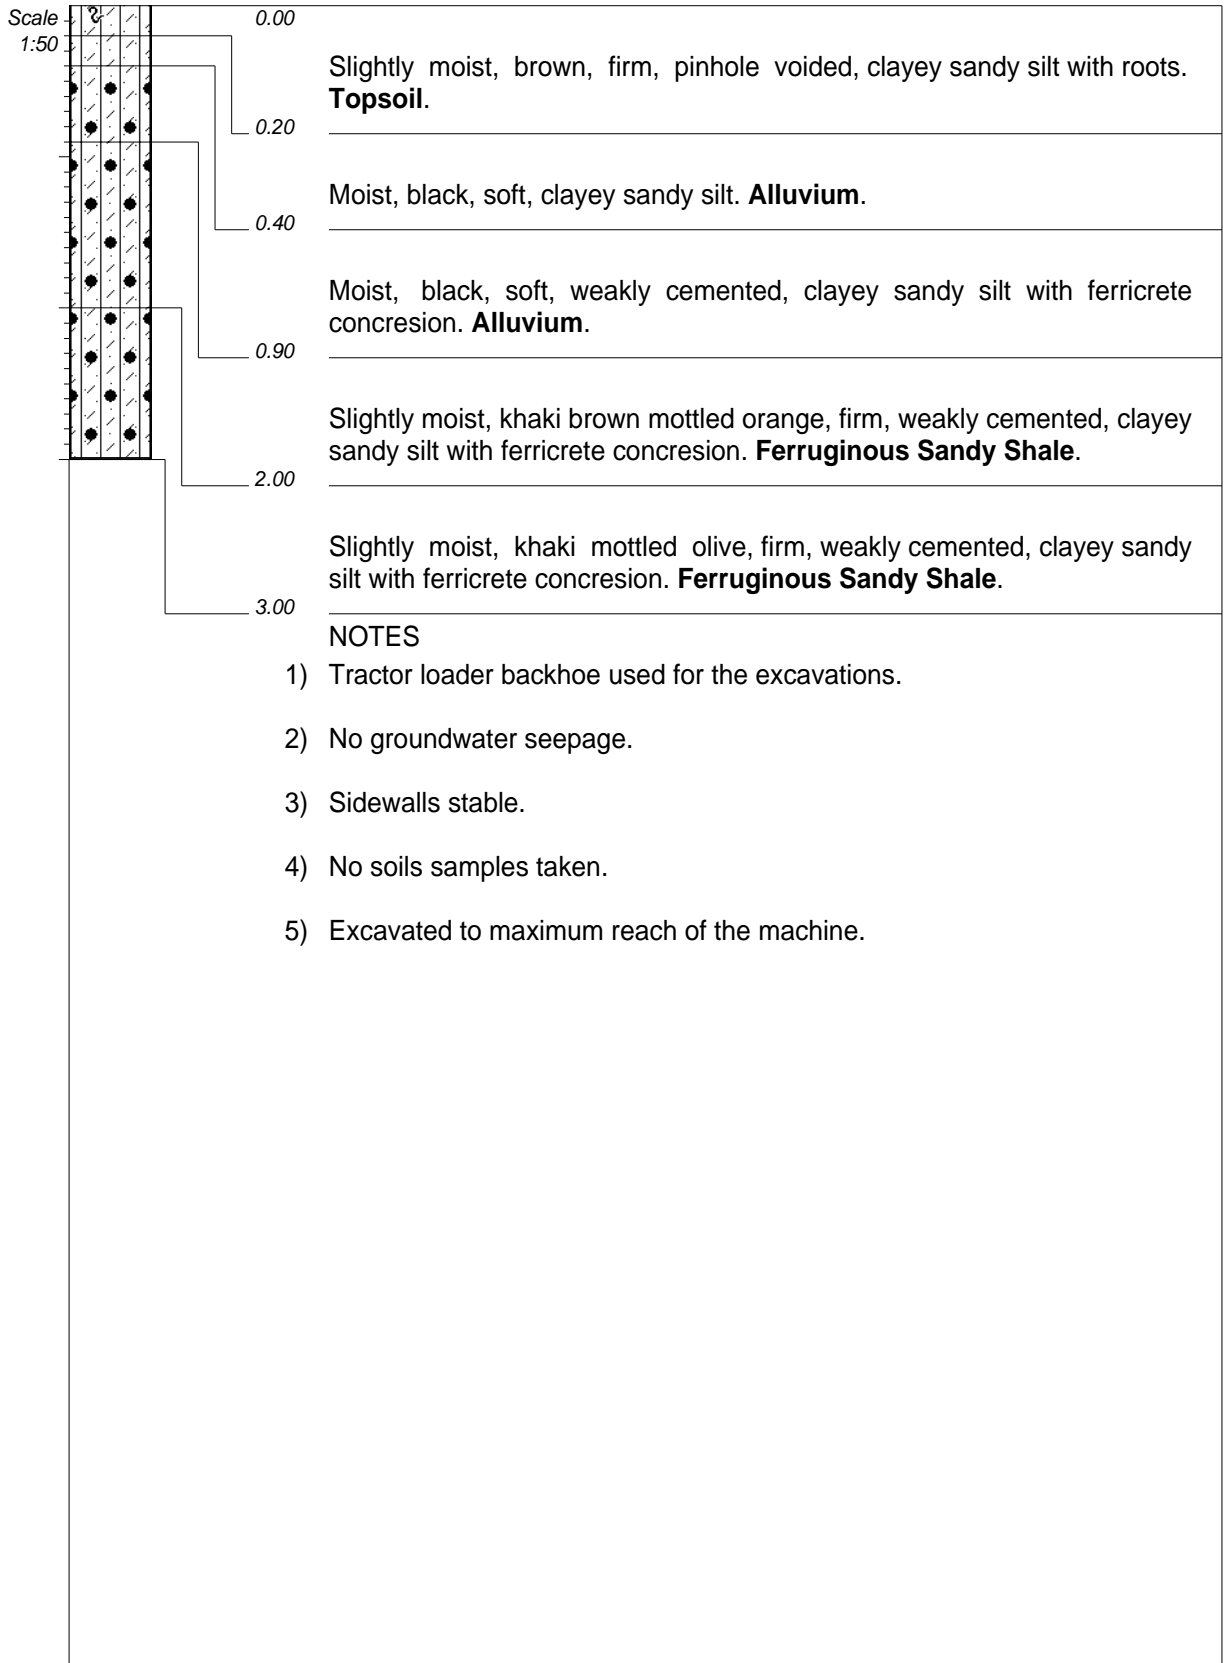 Scale
1:50
0.00
Slightly moist, brown, firm, pinhole voided, clayey sandy silt with roots.
Topsoil.
0.20
Moist, black, soft, clayey sandy silt. Alluvium.
0.40
Moist, black, soft, weakly cemented, clayey sandy silt with ferricrete
concresion. Alluvium.
0.90
Slightly moist, khaki brown mottled orange, firm, weakly cemented, clayey
sandy silt with ferricrete concresion. Ferruginous Sandy Shale.
2.00
Slightly moist, khaki mottled olive, firm, weakly cemented, clayey sandy
silt with ferricrete concresion. Ferruginous Sandy Shale.
3.00
NOTES
1) Tractor loader backhoe used for the excavations.
2) No groundwater seepage.
3) Sidewalls stable.
4) No soils samples taken.
5) Excavated to maximum reach of the machine.